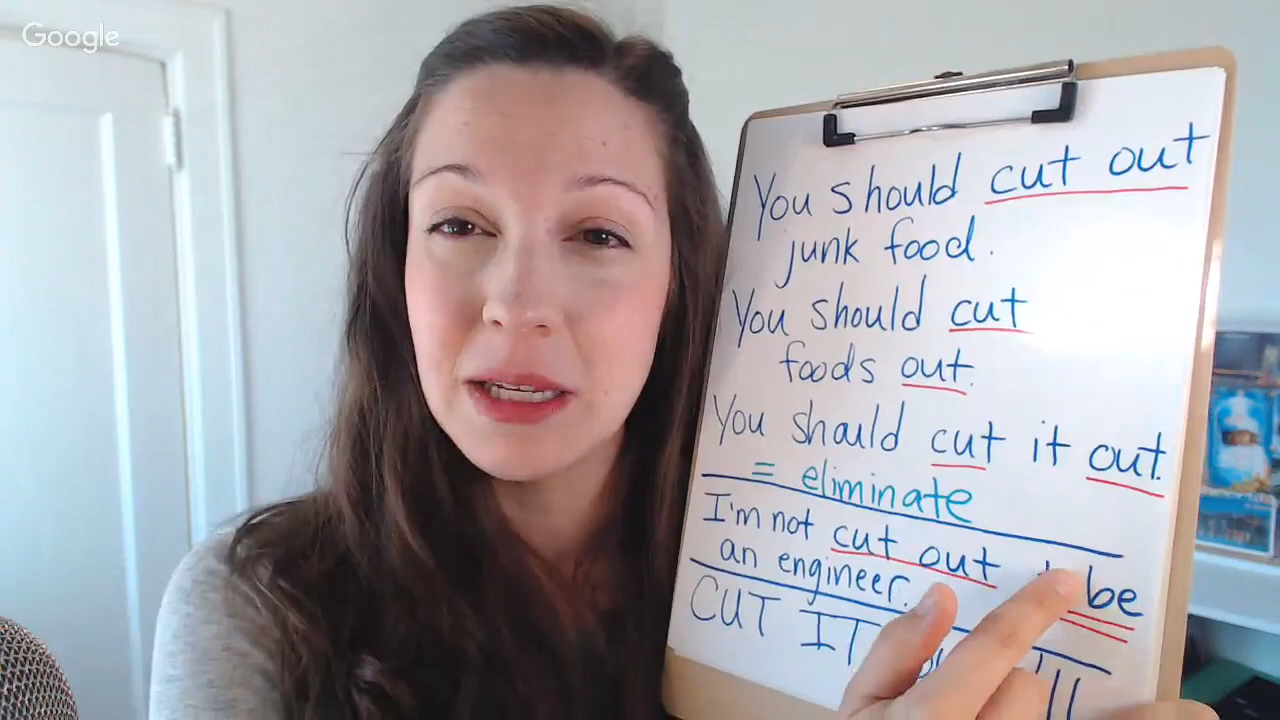 Google
You should cut out
junk food.
You should cut
foods out.
You should cut it out.
= eliminate
I'm not cut out be
an engineer.
CUT IT